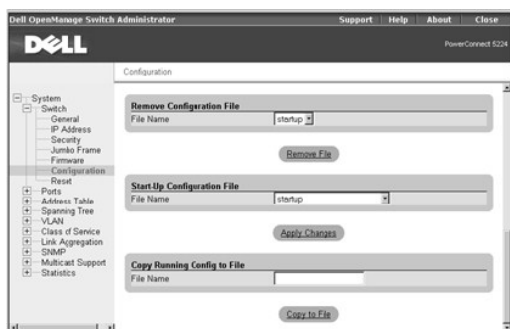 Dell OpenManage Switch Administrator Support Help About Close
DELL
PowerConnect 5224
Configuration
System
Switch
General
IP Address
Security
Jumbo Frame
Firmware
Configuration
Reset
Ports
Address Table
Spanning Tree
VLAN
Class of Service
Link Aggregation
SNMP
Multicast Support
Statistics
Remove Configuration File
File Name startup
Remove File
Start-Up Configuration File
File Name startup
Apply Changes
Copy Running Config to File
File Name
Copy to File